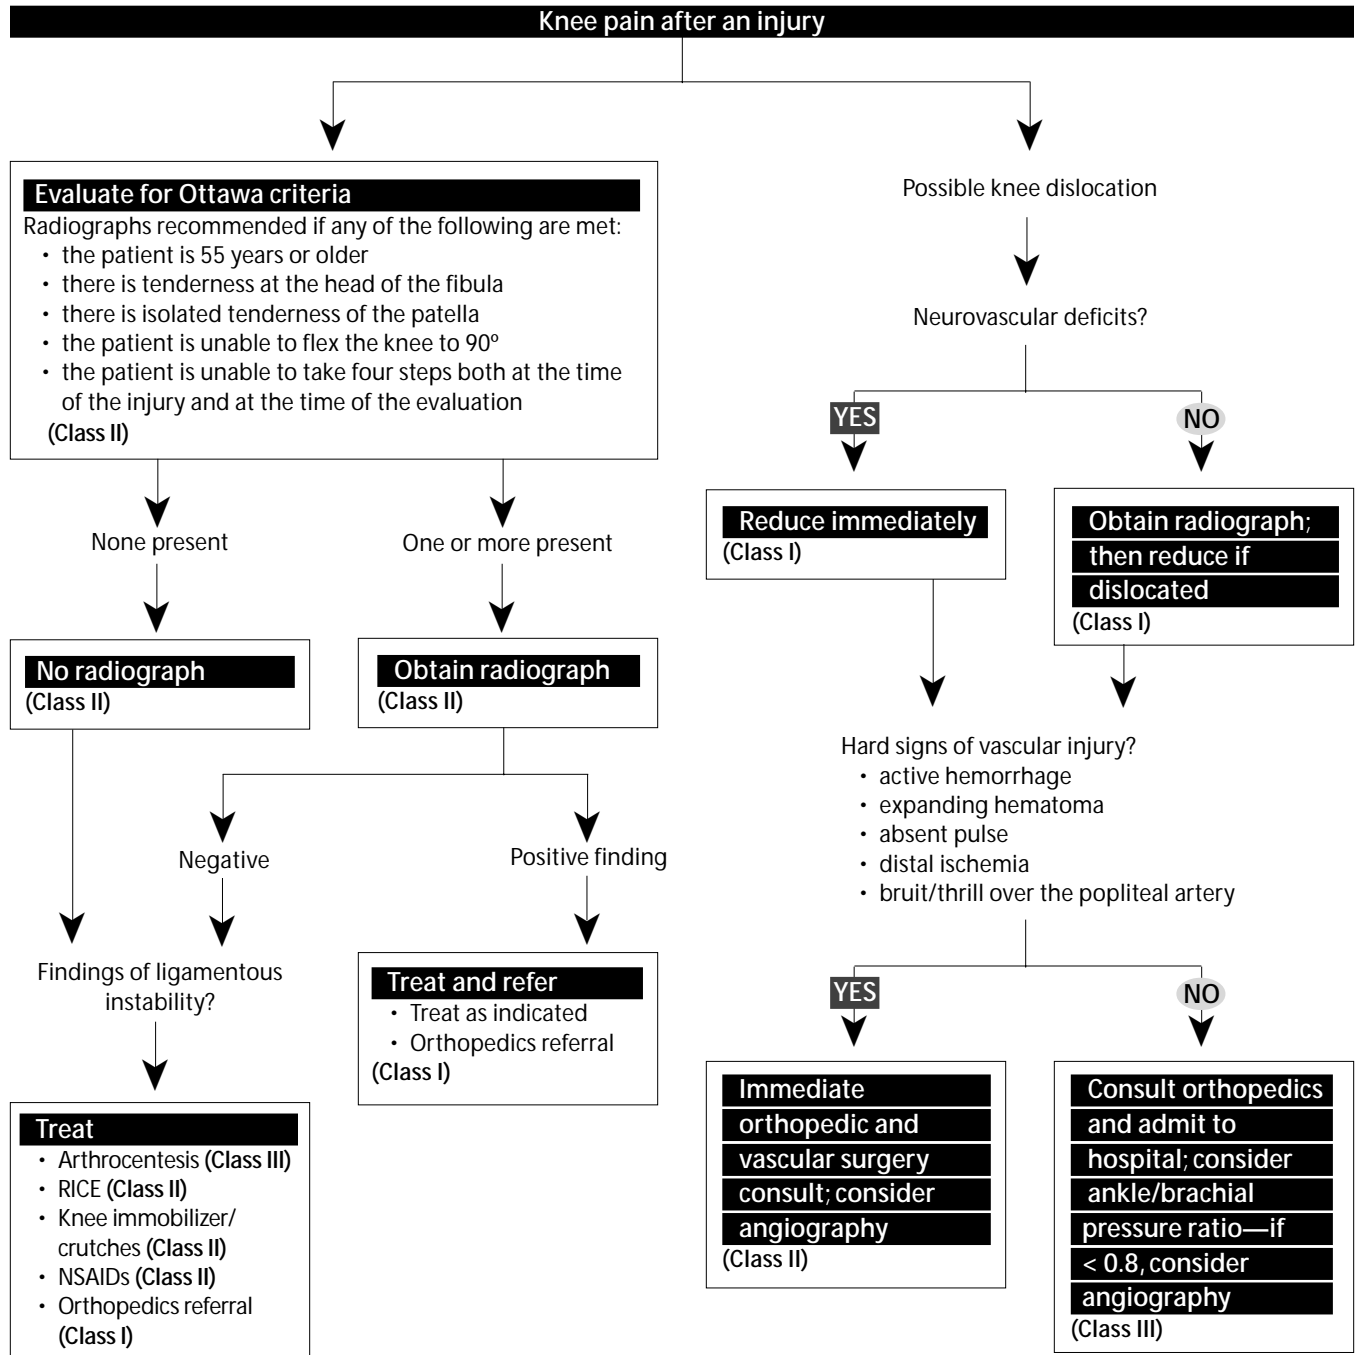 Knee pain after an injury
Evaluate for Ottawa criteria
Radiographs recommended if any of the following are met:
• the patient is 55 years or older
• there is tenderness at the head of the fibula
• there is isolated tenderness of the patella
• the patient is unable to flex the knee to 90º
• the patient is unable to take four steps both at the time
of the injury and at the time of the evaluation
(Class II)
None present
One or more present
No radiograph
(Class II)
Obtain radiograph
(Class II)
Negative
Positive finding
Findings of ligamentous
instability?
Treat and refer
• Treat as indicated
• Orthopedics referral
(Class I)
Treat
• Arthrocentesis (Class III)
• RICE (Class II)
• Knee immobilizer/
crutches (Class II)
• NSAIDs (Class II)
• Orthopedics referral
(Class I)
Possible knee dislocation
Neurovascular deficits?
YES
NO
Reduce immediately
(Class I)
Obtain radiograph;
then reduce if
dislocated
(Class I)
Hard signs of vascular injury?
• active hemorrhage
• expanding hematoma
• absent pulse
• distal ischemia
• bruit/thrill over the popliteal artery
YES
NO
Immediate
orthopedic and
vascular surgery
consult; consider
angiography
(Class II)
Consult orthopedics
and admit to
hospital; consider
ankle/brachial
pressure ratio—if
< 0.8, consider
angiography
(Class III)